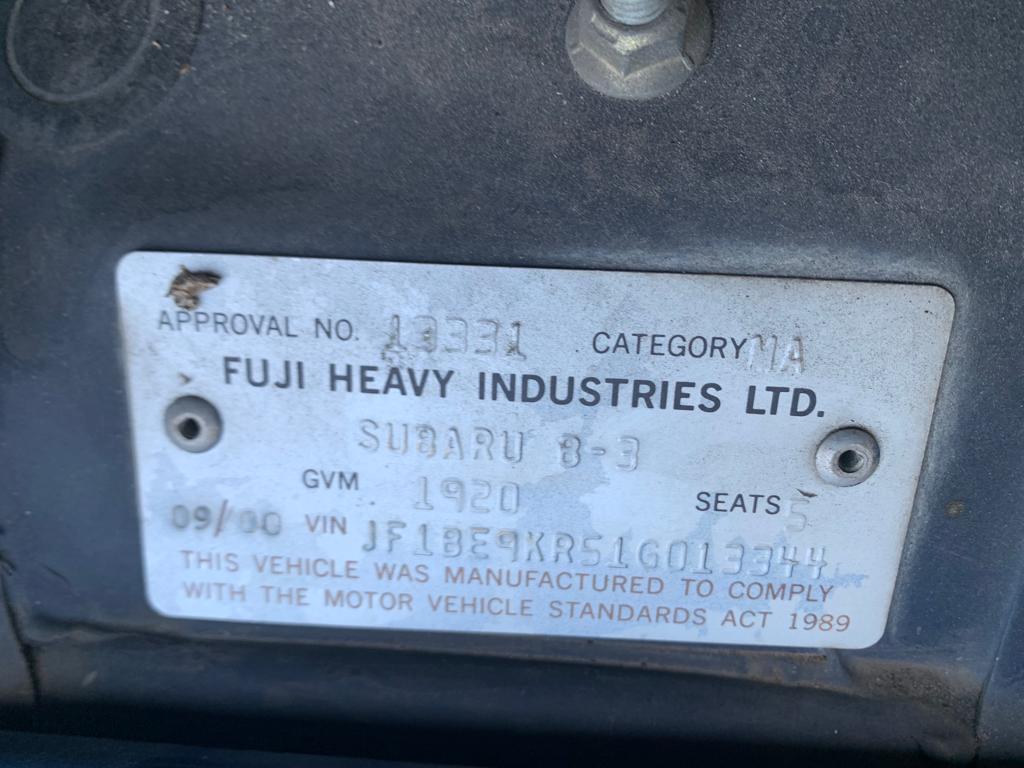 APPROVAL NO. 13331 CATEGORY MA
FUJI HEAVY INDUSTRIES LTD.
SUBARU B-3
GVM 1920 SEATS 5
09/00 VIN JF1BE9KR51G013344
THIS VEHICLE WAS MANUFACTURED TO COMPLY
WITH THE MOTOR VEHICLE STANDARDS ACT 1989